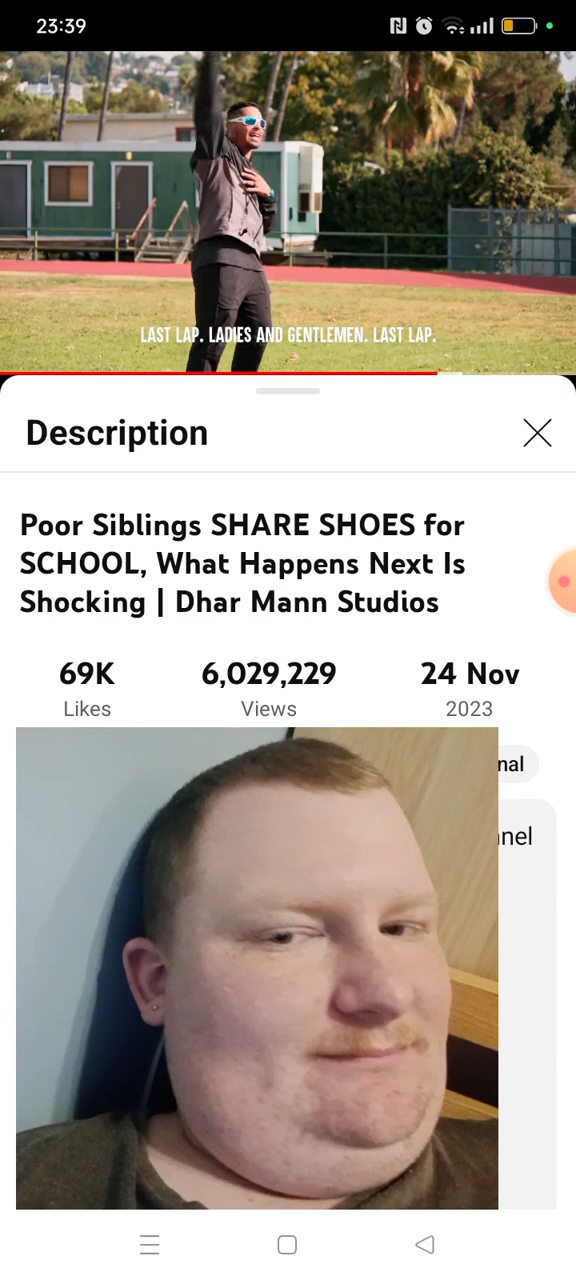 23:39
LAST LAP. LADIES AND GENTLEMEN. LAST LAP.
Description
Poor Siblings SHARE SHOES for
SCHOOL, What Happens Next Is
Shocking | Dhar Mann Studios
69K
6,029,229
24 Nov
Likes
Views
2023
nal
nnel